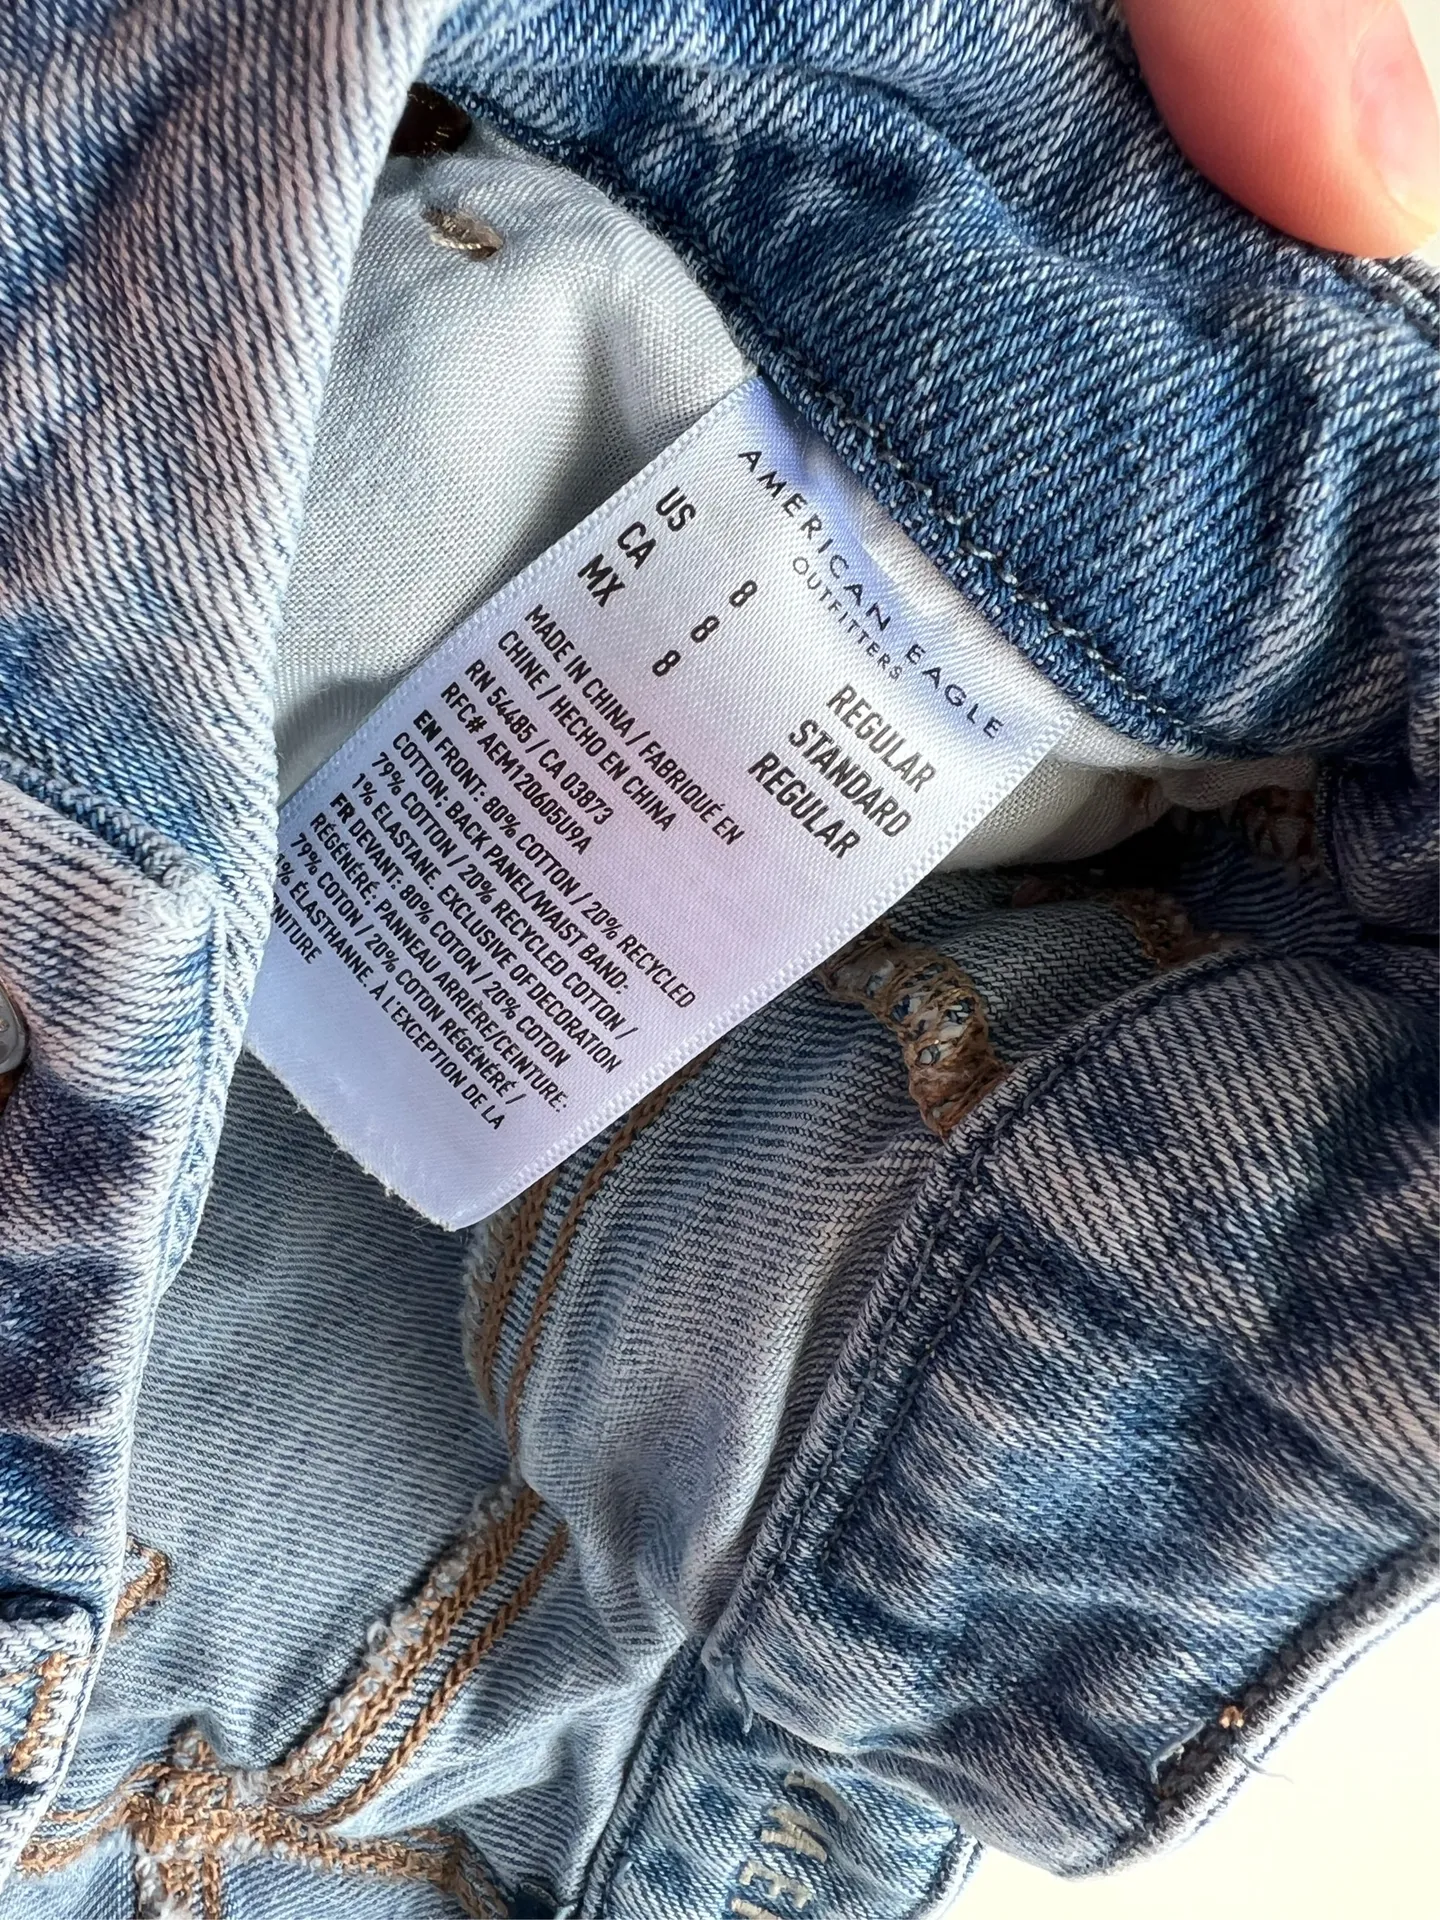 AMERICAN EAGLE
OUTFITTERS
US 8 REGULAR
CA 8 STANDARD
MX 8 REGULAR
MADE IN CHINA / FABRIQUÉ EN
CHINE / HECHO EN CHINA
RN 54485 / CA 03873
RFC# AEM120605U9A
EN FRONT: 80% COTTON / 20% RECYCLED
COTTON; BACK PANEL/WAIST BAND:
79% COTTON / 20% RECYCLED COTTON /
1% ELASTANE. EXCLUSIVE OF DECORATION
FR DEVANT: 80% COTON / 20% COTON
RÉGÉNÉRÉ; PANNEAU ARRIÈRE/CEINTURE:
79% COTON / 20% COTON RÉGÉNÉRÉ /
1% ÉLASTHANNE. À L'EXCEPTION DE LA
NITURE